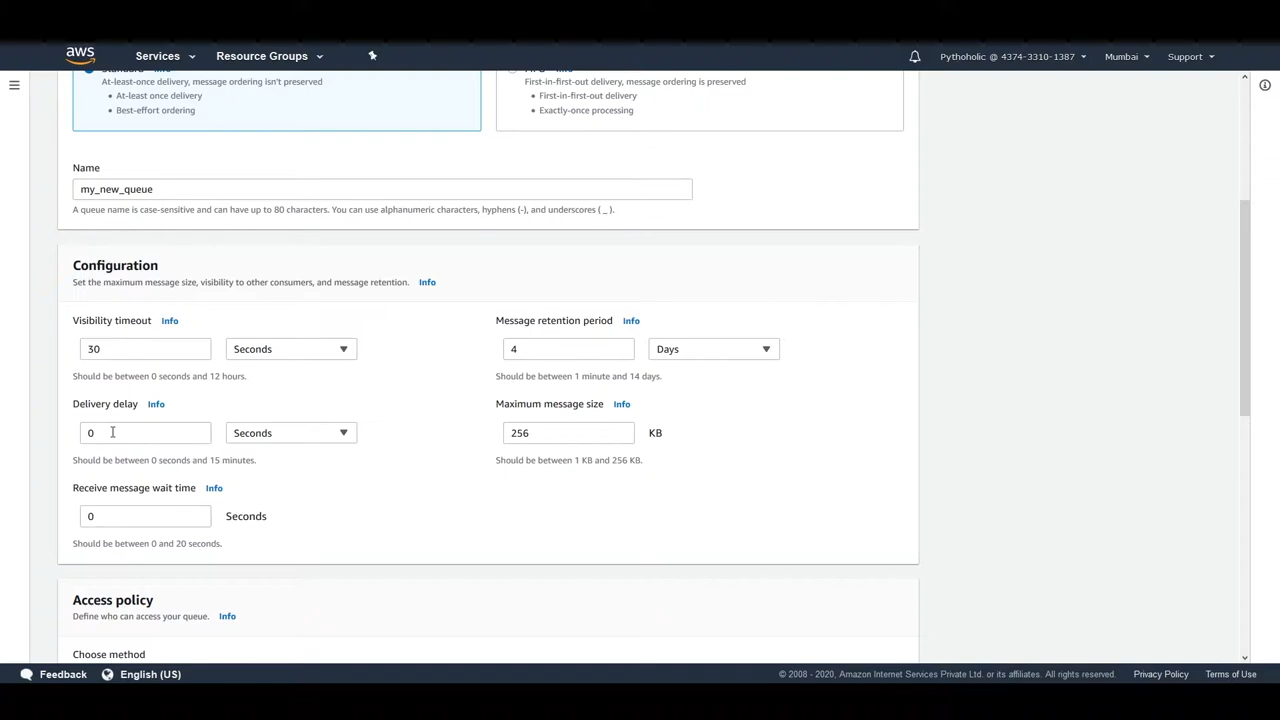 aws Services Resource Groups Pythoholic @ 4374-3310-1387 Mumbai Support
At-least-once delivery, message ordering isn't preserved
• At least once delivery
• Best-effort ordering
First-in-first-out delivery, message ordering is preserved
• First-in-first-out delivery
• Exactly-once processing
Name
my_new_queue
A queue name is case-sensitive and can have up to 80 characters. You can use alphanumeric characters, hyphens (-), and underscores ( _ ).
Configuration
Set the maximum message size, visibility to other consumers, and message retention. Info
Visibility timeout Info
30 Seconds
Should be between 0 seconds and 12 hours.
Message retention period Info
4 Days
Should be between 1 minute and 14 days.
Delivery delay Info
0 Seconds
Should be between 0 seconds and 15 minutes.
Maximum message size Info
256 KB
Should be between 1 KB and 256 KB.
Receive message wait time Info
0 Seconds
Should be between 0 and 20 seconds.
Access policy
Define who can access your queue. Info
Choose method
Feedback English (US) © 2008 - 2020, Amazon Internet Services Private Ltd. or its affiliates. All rights reserved. Privacy Policy Terms of Use